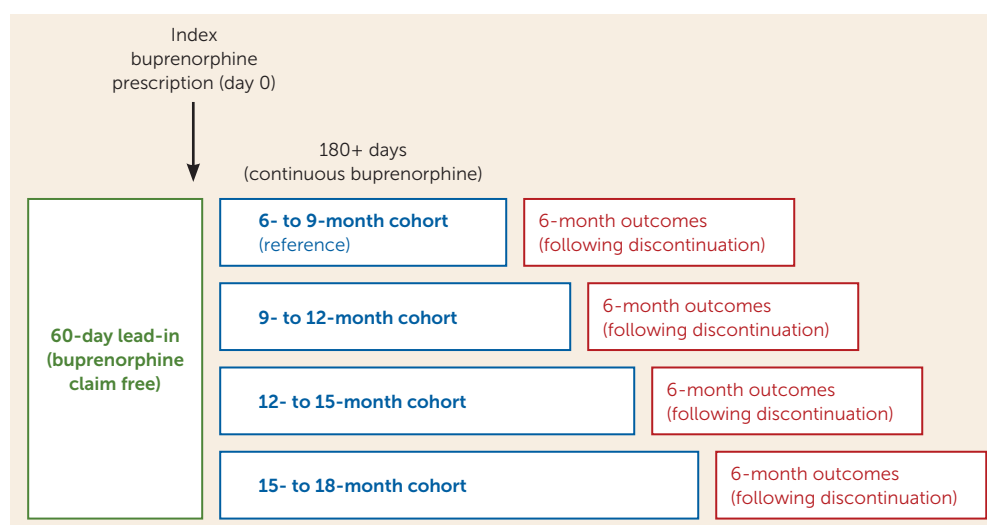 Index
buprenorphine
prescription (day 0)
180+ days
(continuous buprenorphine)
60-day lead-in
(buprenorphine
claim free)
6- to 9-month cohort
(reference)
6-month outcomes
(following discontinuation)
9- to 12-month cohort
6-month outcomes
(following discontinuation)
12- to 15-month cohort
6-month outcomes
(following discontinuation)
15- to 18-month cohort
6-month outcomes
(following discontinuation)